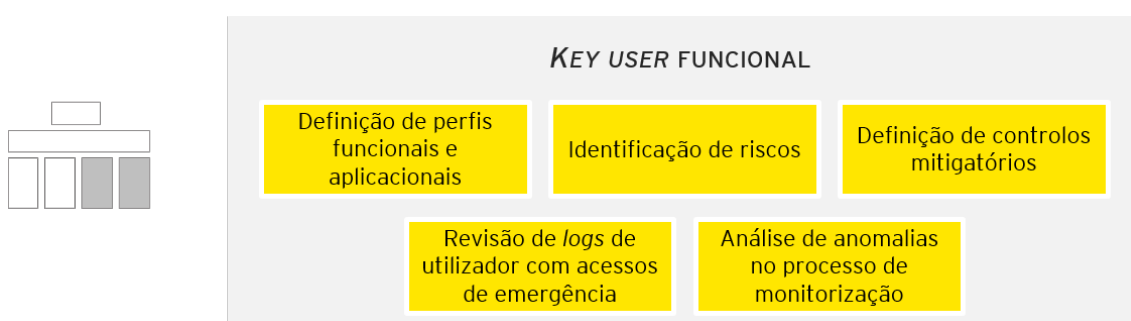 KEY USER FUNCIONAL
Definição de perfis
funcionais e
aplicacionais
Identificação de riscos
Definição de controlos
mitigatórios
Revisão de logs de
utilizador com acessos
de emergência
Análise de anomalias
no processo de
monitorização